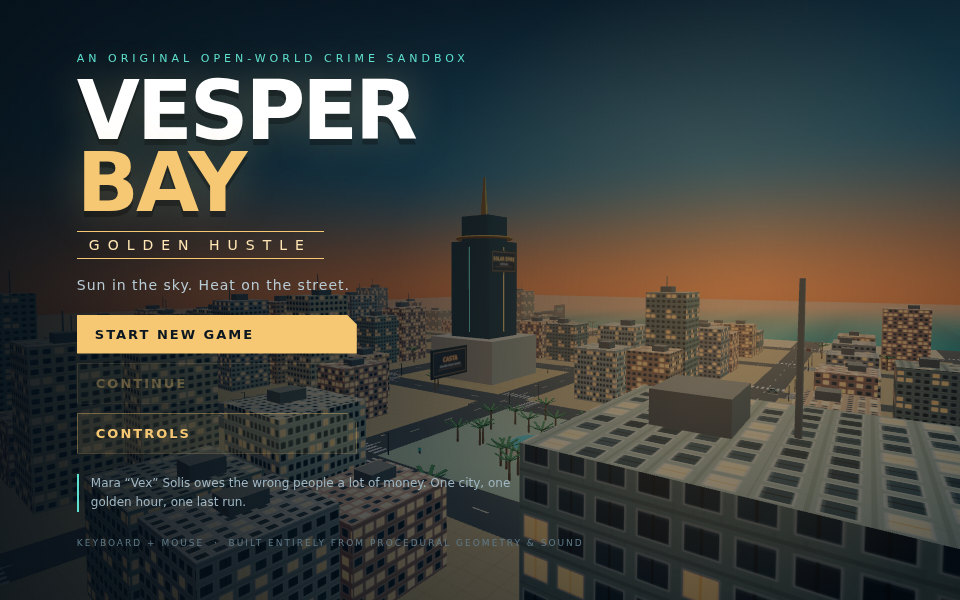 AN ORIGINAL OPEN-WORLD CRIME SANDBOX
VESPER
BAY
GOLDEN HUSTLE
Sun in the sky. Heat on the street.
START NEW GAME
CONTINUE
CONTROLS
Mara “Vex” Solis owes the wrong people a lot of money. One city, one
golden hour, one last run.
KEYBOARD + MOUSE · BUILT ENTIRELY FROM PROCEDURAL GEOMETRY & SOUND